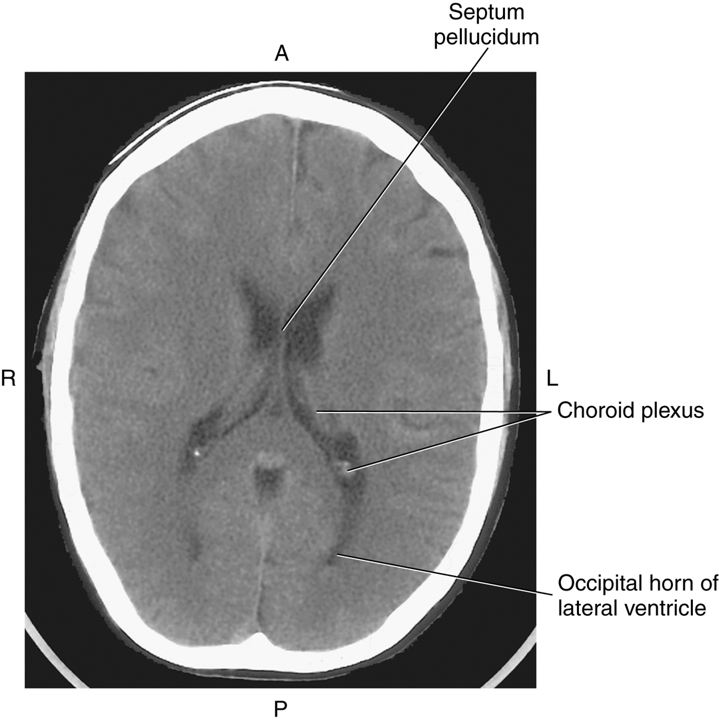 Septum
pellucidum
A
R
L
Choroid plexus
Occipital horn of
lateral ventricle
P